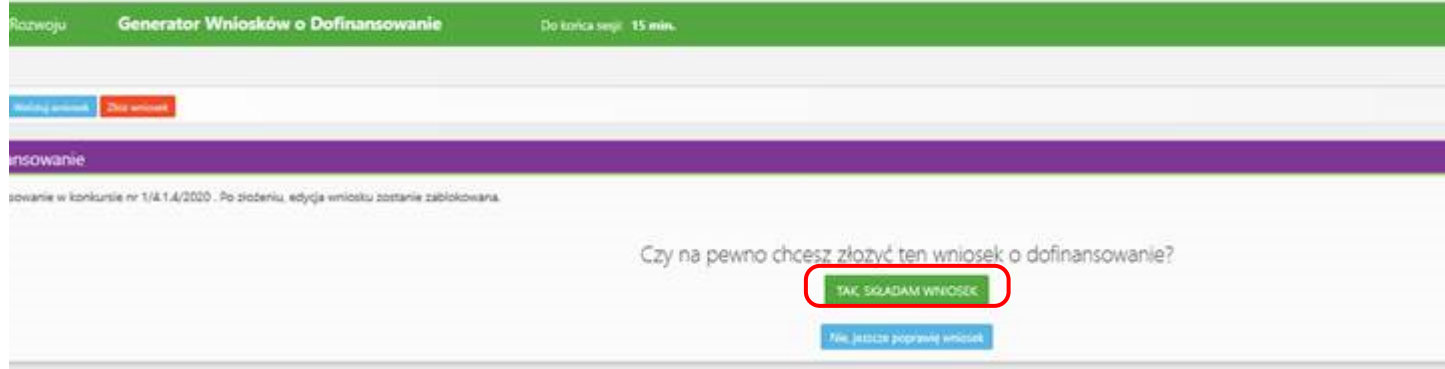 Rozwoju Generator Wniosków o Dofinansowanie Do końca sesji: 15 min.
Waliduj wniosek Złóż wniosek
ansowanie
sowanie w konkursie nr 1/4.1.4/2020 . Po złożeniu, edycja wniosku zostanie zablokowana.
Czy na pewno chcesz złożyć ten wniosek o dofinansowanie?
TAK, SKŁADAM WNIOSEK
Nie, jeszcze poprawię wniosek